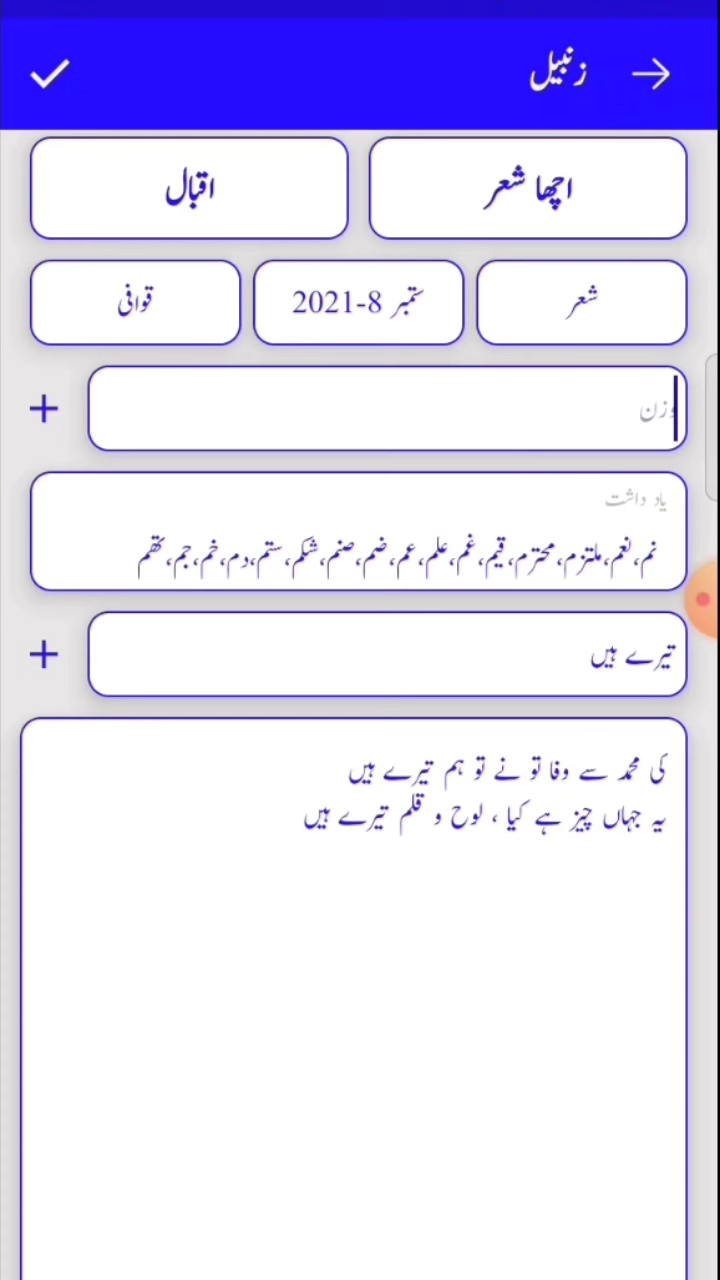 زنبیل
اچھا شعر
اقبال
شعر
ستمبر 8-2021
قوافی
وزن
یاد داشت
نم،نعم،ملتزم،محترم،قیم،غم،علم،عم،ضم،صنم،شکم،ستم،دم،خم،جم،تھم
تیرے ہیں
کی محمد سے وفا تو نے تو ہم تیرے ہیں
یہ جہاں چیز ہے کیا ، لوح و قلم تیرے ہیں